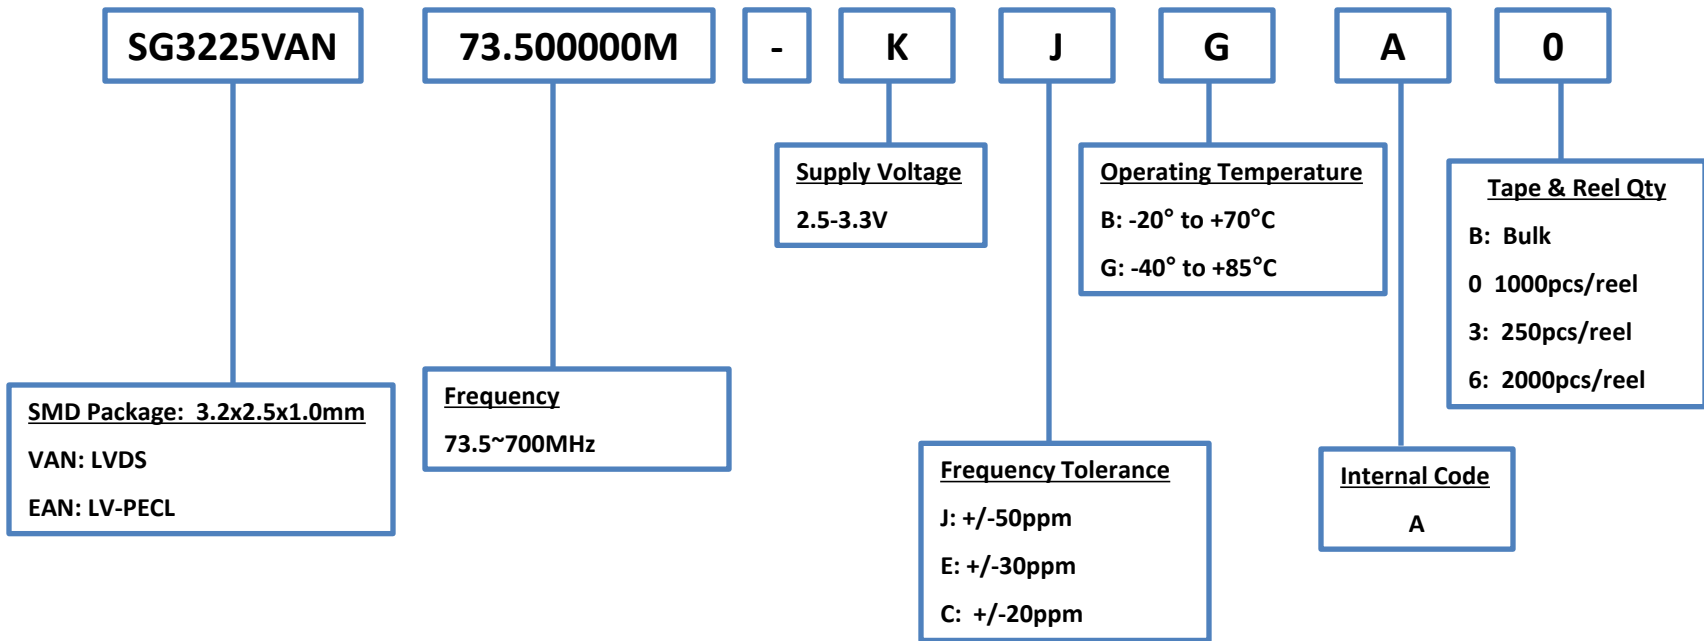 SG3225VAN 73.500000M - K J G A 0
Supply Voltage
2.5-3.3V
Operating Temperature
B: -20° to +70°C
G: -40° to +85°C
Tape & Reel Qty
B: Bulk
0 1000pcs/reel
3: 250pcs/reel
6: 2000pcs/reel
SMD Package: 3.2x2.5x1.0mm
VAN: LVDS
EAN: LV-PECL
Frequency
73.5~700MHz
Frequency Tolerance
J: +/-50ppm
E: +/-30ppm
C: +/-20ppm
Internal Code
A